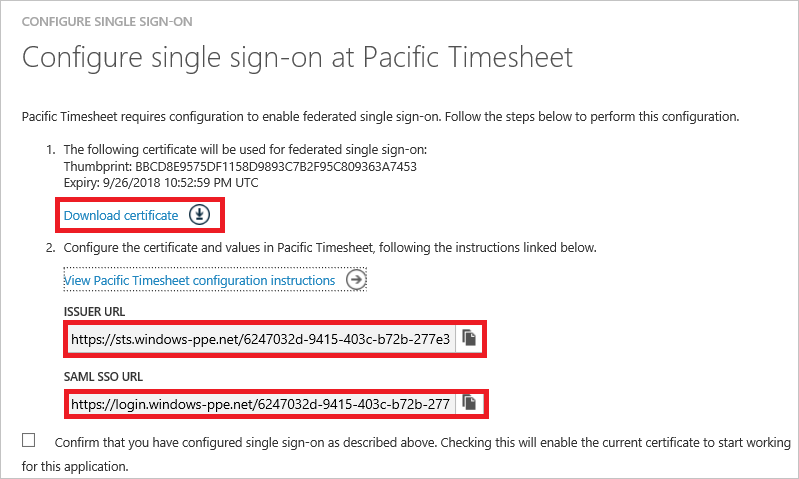 CONFIGURE SINGLE SIGN-ON
Configure single sign-on at Pacific Timesheet
Pacific Timesheet requires configuration to enable federated single sign-on. Follow the steps below to perform this configuration.
1. The following certificate will be used for federated single sign-on:
Thumbprint: BBCD8E9575DF1158D9893C7B2F95C809363A7453
Expiry: 9/26/2018 10:52:59 PM UTC
Download certificate
2. Configure the certificate and values in Pacific Timesheet, following the instructions linked below.
View Pacific Timesheet configuration instructions
ISSUER URL
https://sts.windows-ppe.net/6247032d-9415-403c-b72b-277e3
SAML SSO URL
https://login.windows-ppe.net/6247032d-9415-403c-b72b-277
Confirm that you have configured single sign-on as described above. Checking this will enable the current certificate to start working
for this application.